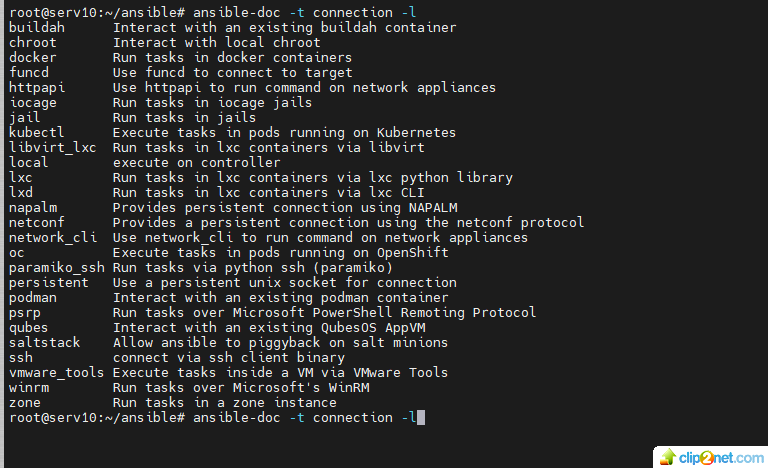 root@serv10:~/ansible# ansible-doc -t connection -l
buildah      Interact with an existing buildah container
chroot       Interact with local chroot
docker       Run tasks in docker containers
funcd        Use funcd to connect to target
httpapi      Use httpapi to run command on network appliances
iocage       Run tasks in iocage jails
jail         Run tasks in jails
kubectl      Execute tasks in pods running on Kubernetes
libvirt_lxc  Run tasks in lxc containers via libvirt
local        execute on controller
lxc          Run tasks in lxc containers via lxc python library
lxd          Run tasks in lxc containers via lxc CLI
napalm       Provides persistent connection using NAPALM
netconf      Provides a persistent connection using the netconf protocol
network_cli  Use network_cli to run command on network appliances
oc           Execute tasks in pods running on OpenShift
paramiko_ssh Run tasks via python ssh (paramiko)
persistent   Use a persistent unix socket for connection
podman       Interact with an existing podman container
psrp         Run tasks over Microsoft PowerShell Remoting Protocol
qubes        Interact with an existing QubesOS AppVM
saltstack    Allow ansible to piggyback on salt minions
ssh          connect via ssh client binary
vmware_tools Execute tasks inside a VM via VMware Tools
winrm        Run tasks over Microsoft's WinRM
zone         Run tasks in a zone instance
root@serv10:~/ansible# ansible-doc -t connection -l
clip2net.com